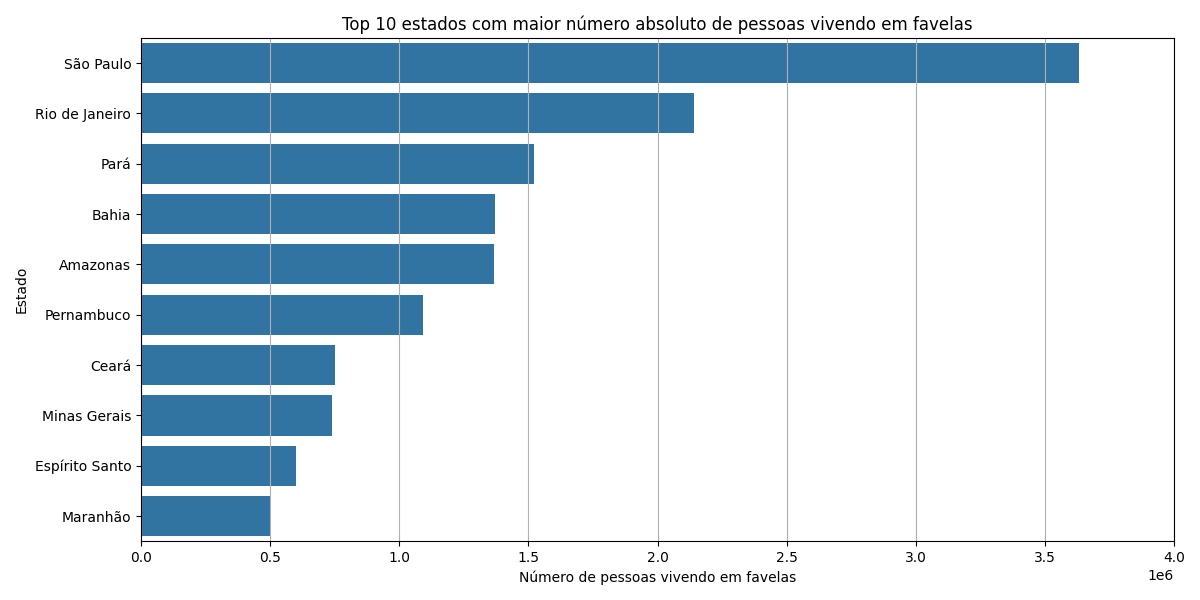 Top 10 estados com maior número absoluto de pessoas vivendo em favelas
São Paulo
Rio de Janeiro
Pará
Bahia
Amazonas
Pernambuco
Ceará
Minas Gerais
Espírito Santo
Maranhão
Estado
0.0 0.5 1.0 1.5 2.0 2.5 3.0 3.5 4.0
1e6
Número de pessoas vivendo em favelas